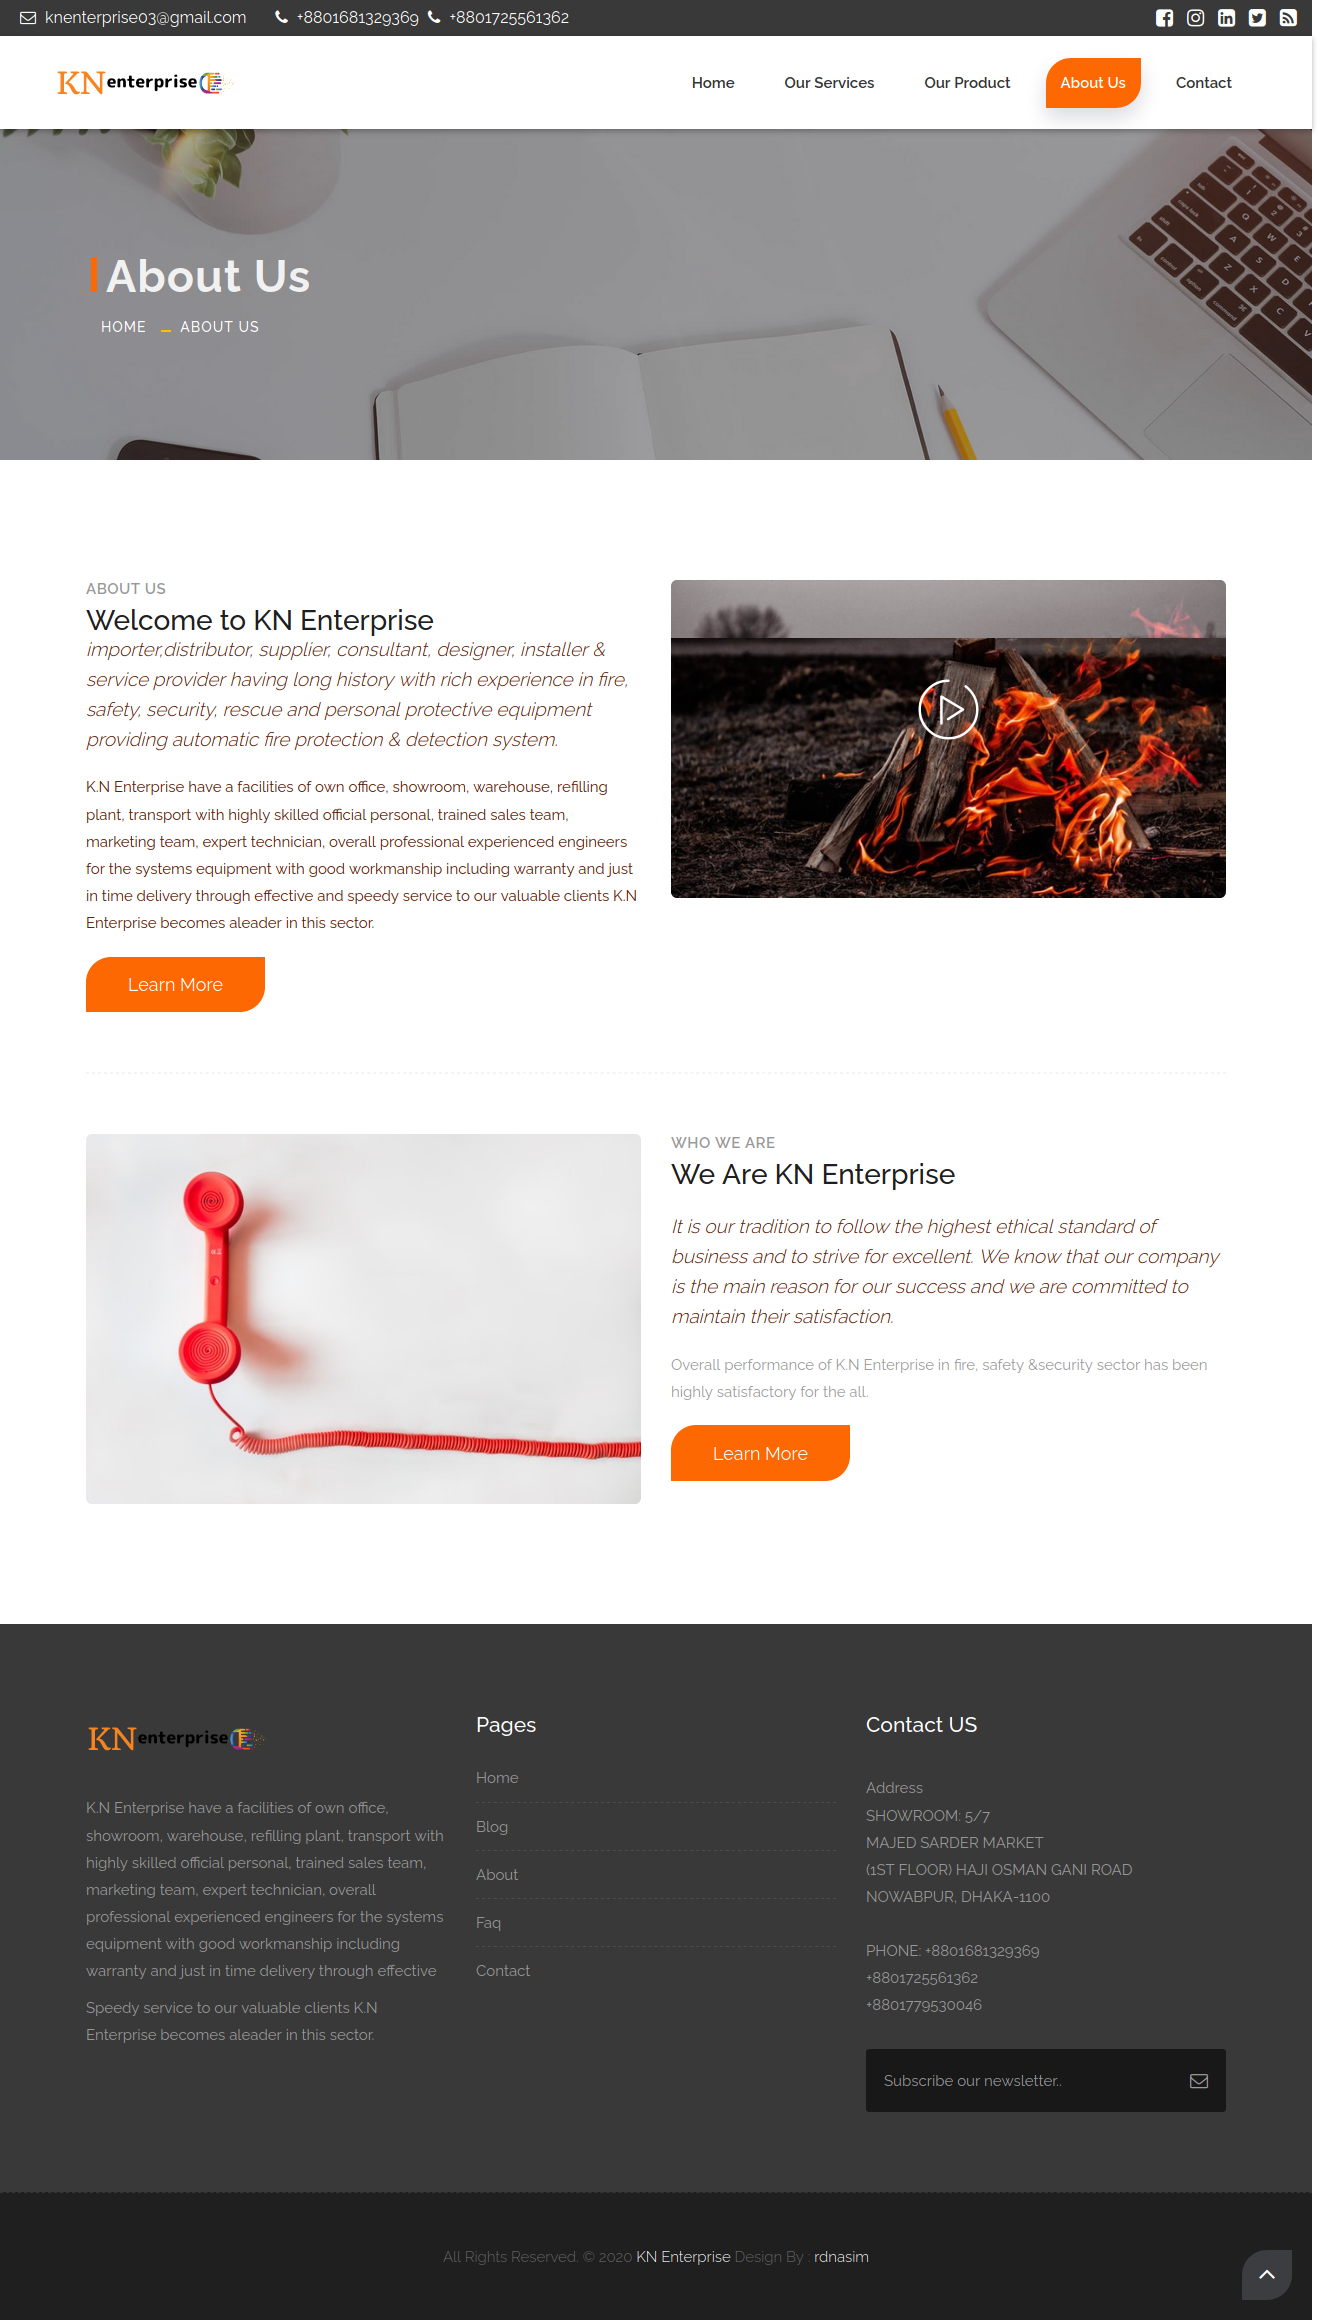 knenterprise03@gmail.com +8801681329369 +8801725561362
KN enterprise
Home Our Services Our Product About Us Contact
About Us
HOME ABOUT US
ABOUT US
Welcome to KN Enterprise
importer,distributor, supplier, consultant, designer, installer &
service provider having long history with rich experience in fire,
safety, security, rescue and personal protective equipment
providing automatic fire protection & detection system.
K.N Enterprise have a facilities of own office, showroom, warehouse, refilling
plant, transport with highly skilled official personal, trained sales team,
marketing team, expert technician, overall professional experienced engineers
for the systems equipment with good workmanship including warranty and just
in time delivery through effective and speedy service to our valuable clients K.N
Enterprise becomes aleader in this sector.
Learn More
WHO WE ARE
We Are KN Enterprise
It is our tradition to follow the highest ethical standard of
business and to strive for excellent. We know that our company
is the main reason for our success and we are committed to
maintain their satisfaction.
Overall performance of K.N Enterprise in fire, safety &security sector has been
highly satisfactory for the all.
Learn More
KN enterprise
K.N Enterprise have a facilities of own office,
showroom, warehouse, refilling plant, transport with
highly skilled official personal, trained sales team,
marketing team, expert technician, overall
professional experienced engineers for the systems
equipment with good workmanship including
warranty and just in time delivery through effective
Speedy service to our valuable clients K.N
Enterprise becomes aleader in this sector.
Pages
Home
Blog
About
Faq
Contact
Contact US
Address
SHOWROOM: 5/7
MAJED SARDER MARKET
(1ST FLOOR) HAJI OSMAN GANI ROAD
NOWABPUR, DHAKA-1100
PHONE: +8801681329369
+8801725561362
+8801779530046
Subscribe our newsletter..
All Rights Reserved. © 2020 KN Enterprise Design By : rdnasim